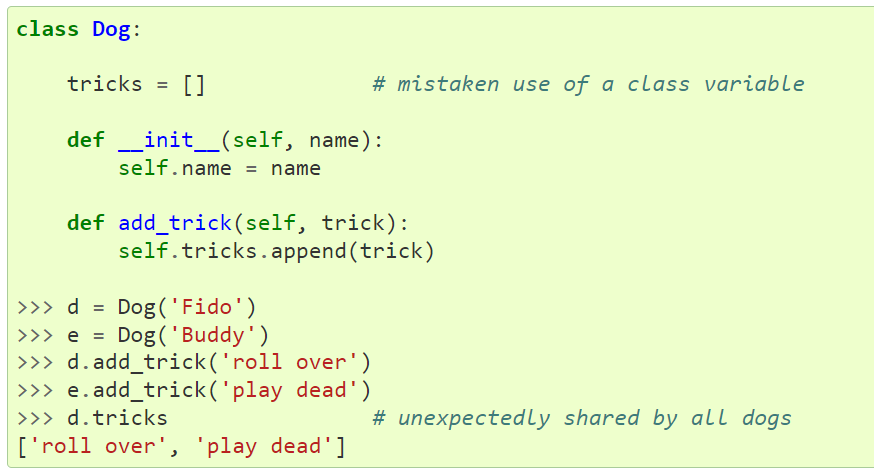 class Dog:
    tricks = []             # mistaken use of a class variable
    def __init__(self, name):
        self.name = name
    def add_trick(self, trick):
        self.tricks.append(trick)
>>> d = Dog('Fido')
>>> e = Dog('Buddy')
>>> d.add_trick('roll over')
>>> e.add_trick('play dead')
>>> d.tricks                # unexpectedly shared by all dogs
['roll over', 'play dead']